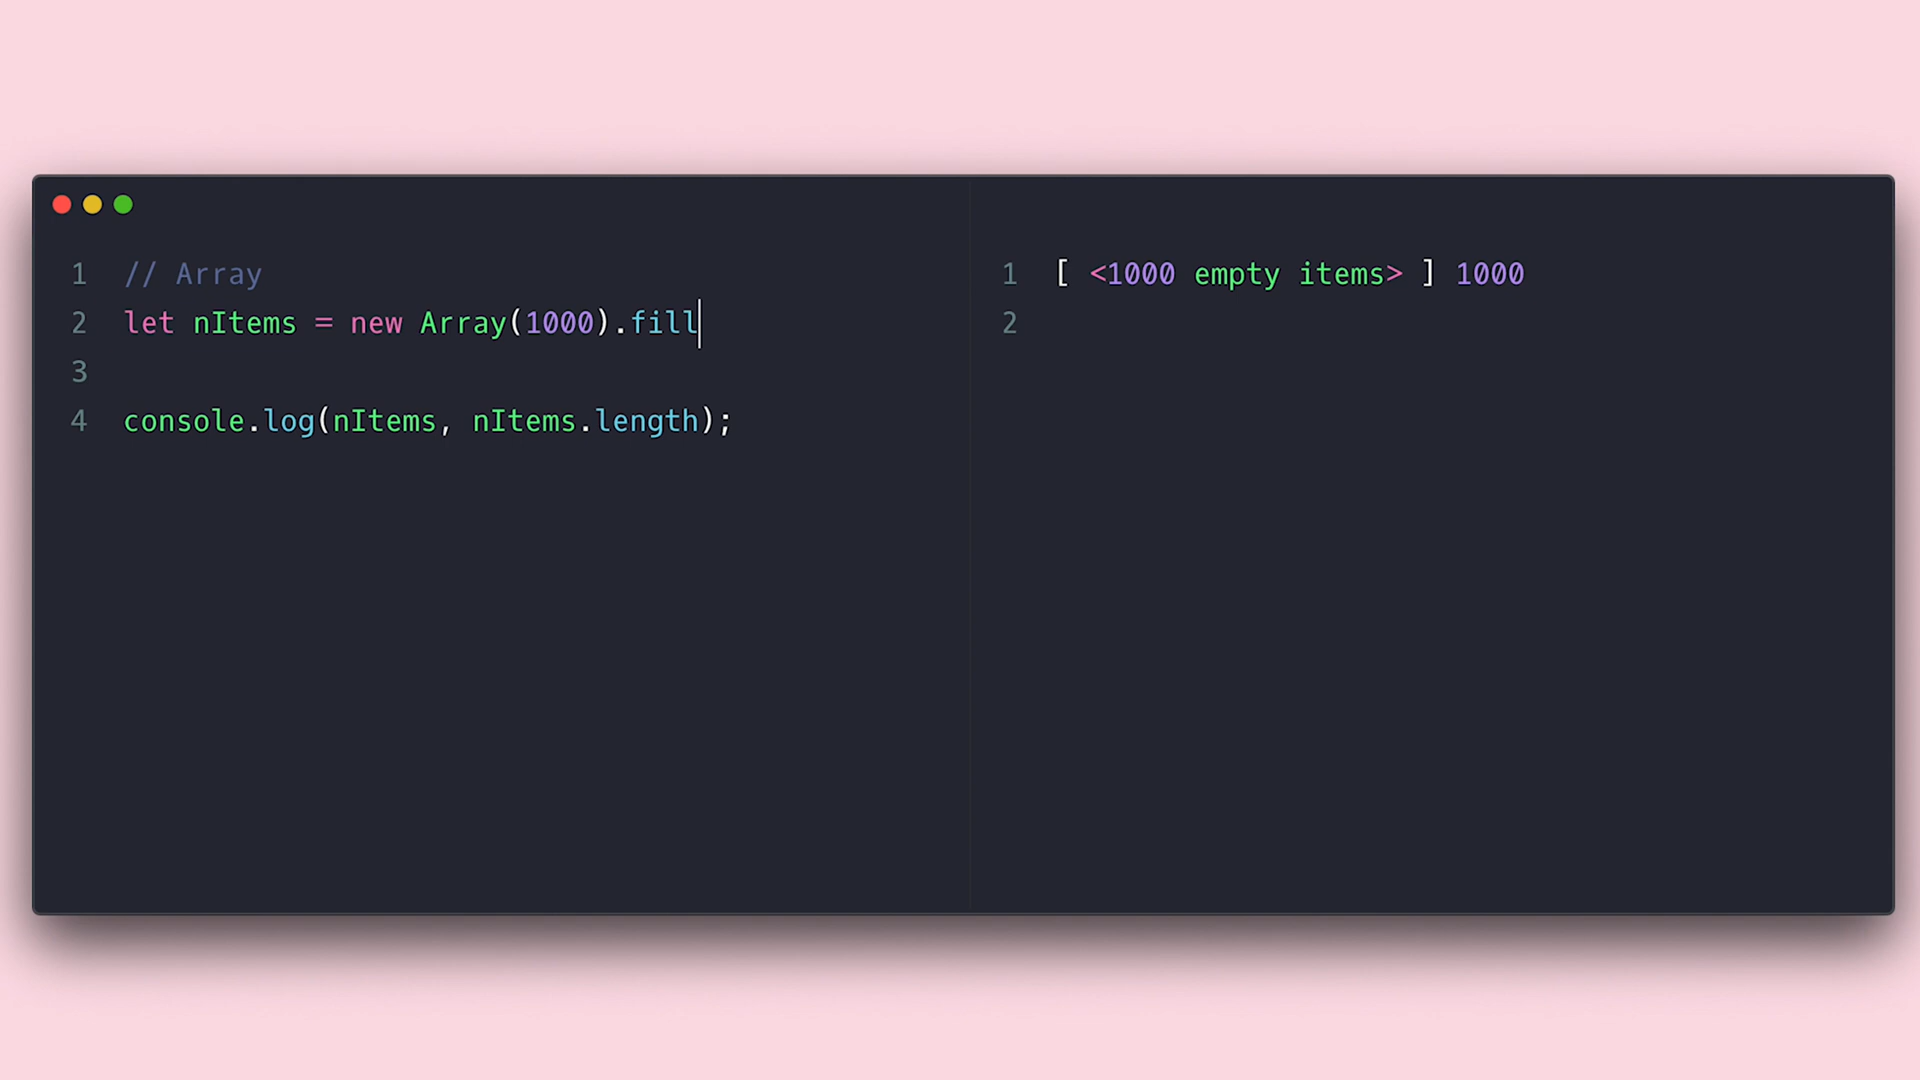 1 // Array
2 let nItems = new Array(1000).fill
3
4 console.log(nItems, nItems.length);
1 [ <1000 empty items> ] 1000
2